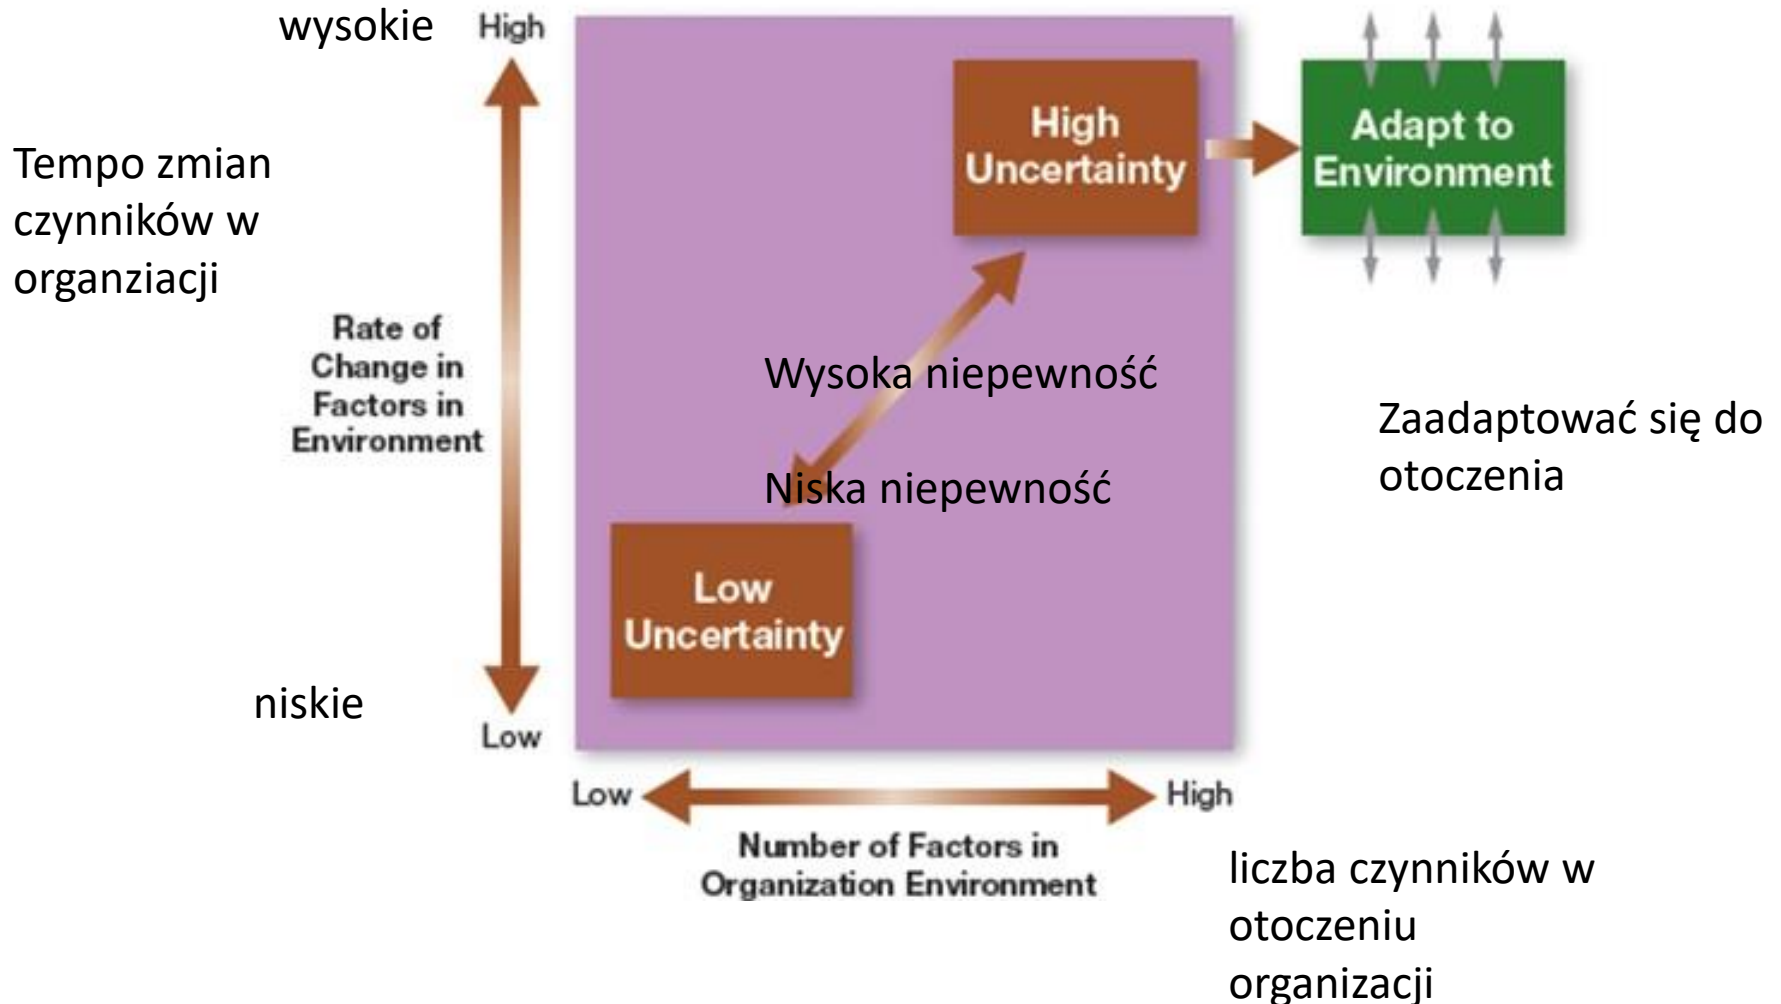 wysokie
High
Tempo zmian
czynników w
organziacji
Rate of
Change in
Factors in
Environment
High
Uncertainty
Adapt to
Environment
Wysoka niepewność
Niska niepewność
Zaadaptować się do
otoczenia
Low
Uncertainty
niskie
Low
Low
High
Number of Factors in
Organization Environment
liczba czynników w
otoczeniu
organizacji